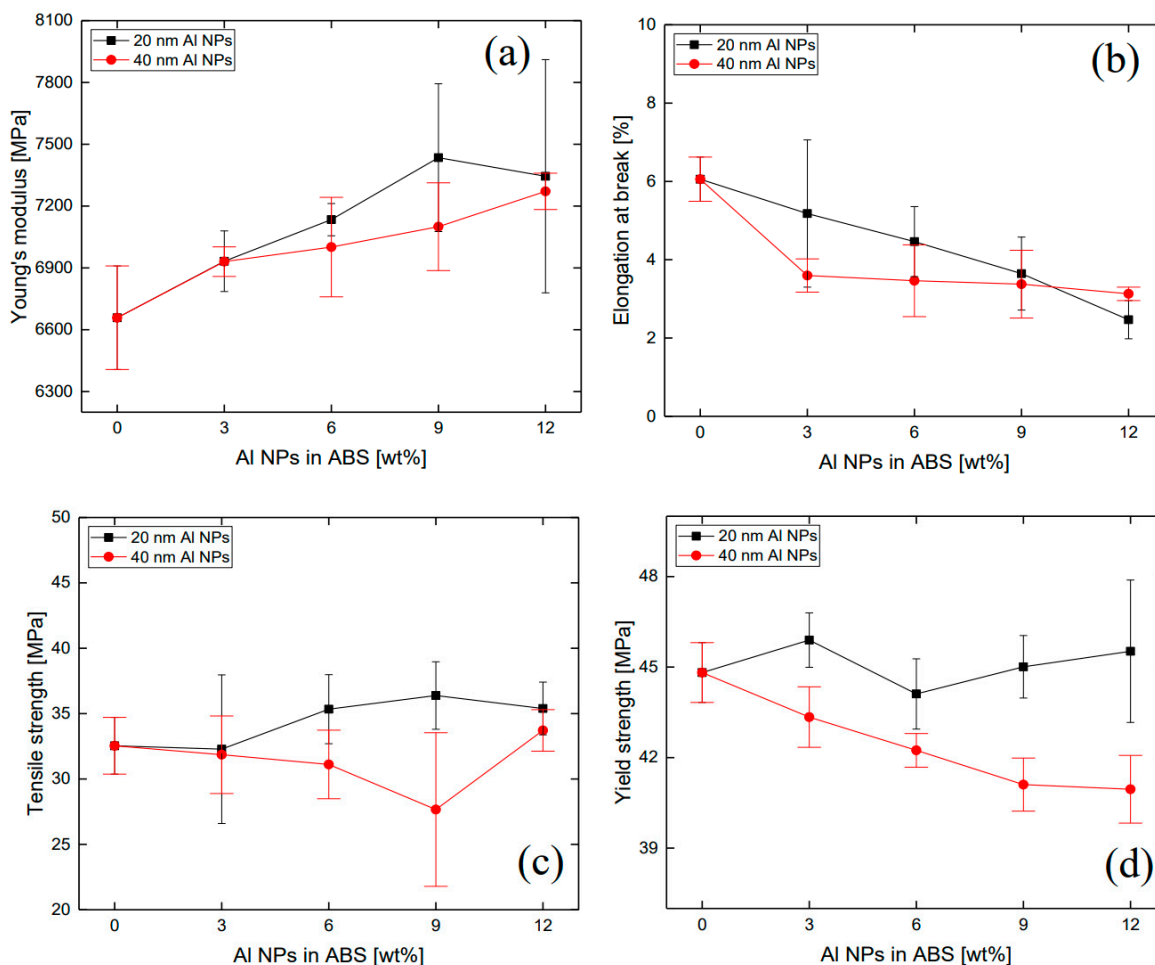 8100
7800
7500
7200
6900
6600
6300
Young's modulus [MPa]
20 nm Al NPs
40 nm Al NPs
(a)
0 3 6 9 12
Al NPs in ABS [wt%]
10
8
6
4
2
0
Elongation at break [%]
20 nm Al NPs
40 nm Al NPs
(b)
0 3 6 9 12
Al NPs in ABS [wt%]
50
45
40
35
30
25
20
Tensile strength [MPa]
20 nm Al NPs
40 nm Al NPs
(c)
0 3 6 9 12
Al NPs in ABS [wt%]
48
45
42
39
Yield strength [MPa]
20 nm Al NPs
40 nm Al NPs
(d)
0 3 6 9 12
Al NPs in ABS [wt%]